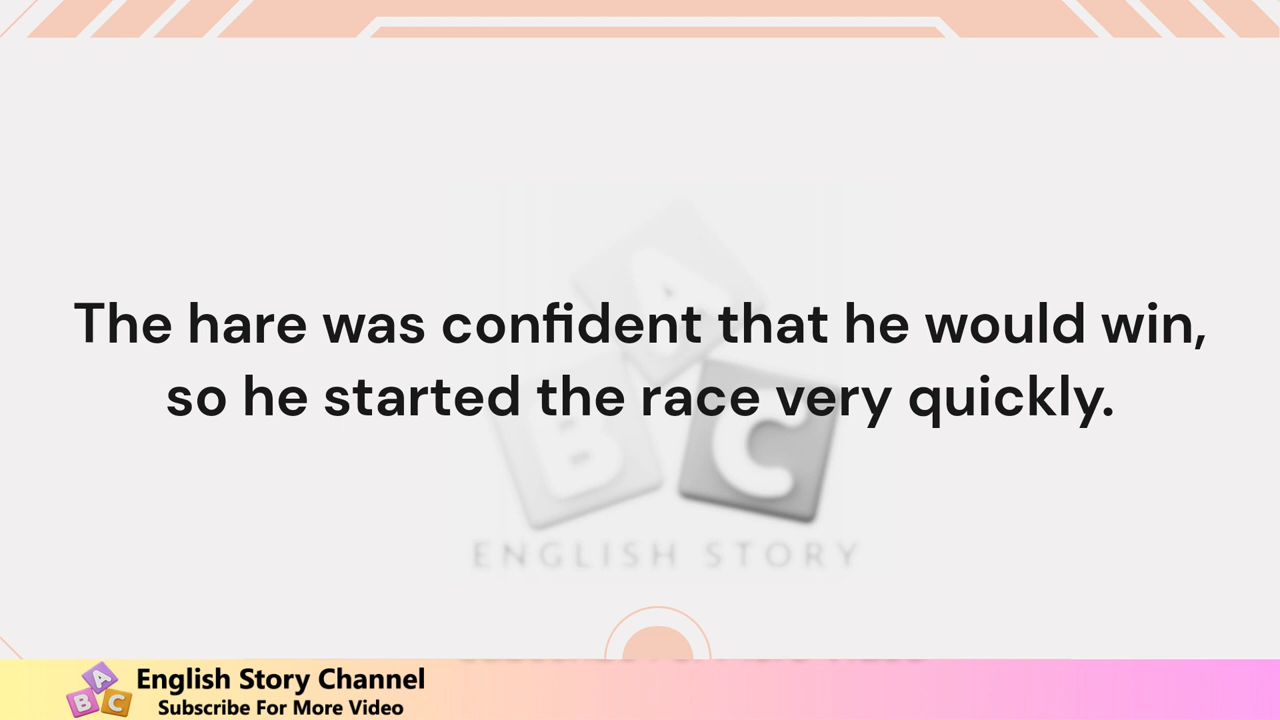 The hare was confident that he would win,
so he started the race very quickly.
A
B
C
ENGLISH STORY
A
B
C
English Story Channel
Subscribe For More Video